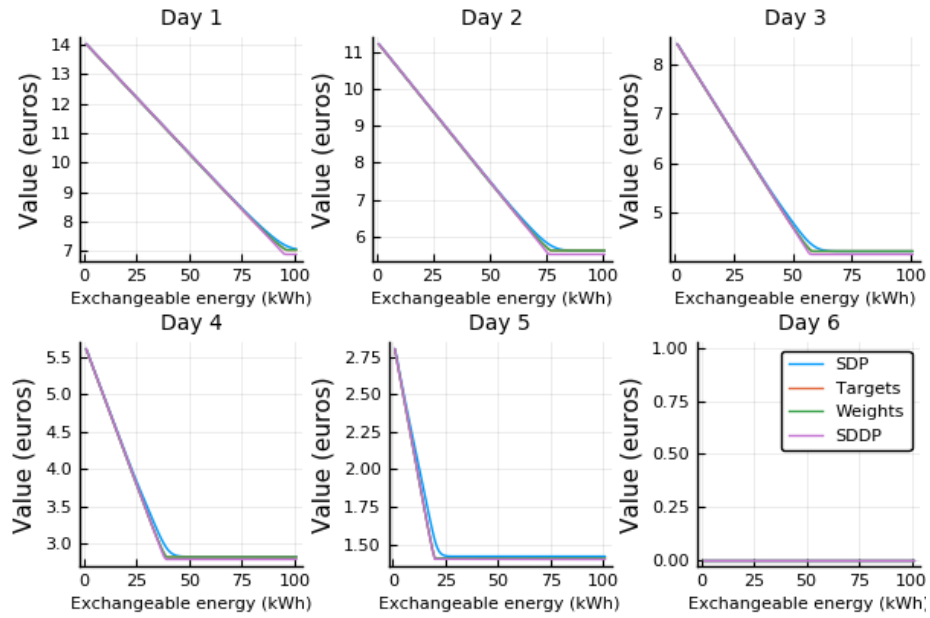 Day 1
Day 2
Day 3
Value (euros)
14
13
12
11
10
9
8
7
0
25
50
75
100
Exchangeable energy (kWh)
Value (euros)
11
10
9
8
7
6
0
25
50
75
100
Exchangeable energy (kWh)
Value (euros)
8
7
6
5
0
25
50
75
100
Exchangeable energy (kWh)
Day 4
Day 5
Day 6
Value (euros)
5.5
5.0
4.5
4.0
3.5
3.0
0
25
50
75
100
Exchangeable energy (kWh)
Value (euros)
2.75
2.50
2.25
2.00
1.75
1.50
0
25
50
75
100
Exchangeable energy (kWh)
Value (euros)
1.00
0.75
0.50
0.25
0.00
SDP
Targets
Weights
SDDP
0
25
50
75
100
Exchangeable energy (kWh)